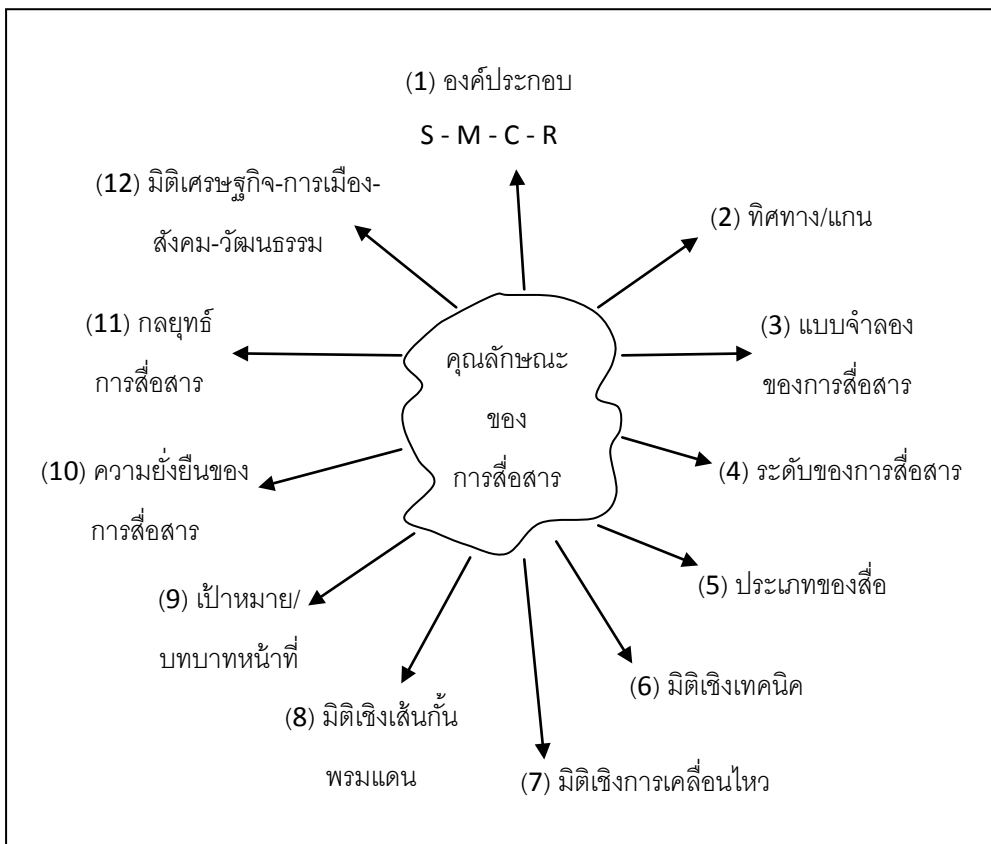 (1) องค์ประกอบ
S - M - C - R
(2) ทิศทาง/แกน
(3) แบบจำลอง
ของการสื่อสาร
(4) ระดับของการสื่อสาร
(5) ประเภทของสื่อ
(6) มิติเชิงเทคนิค
(7) มิติเชิงการเคลื่อนไหว
(8) มิติเชิงเส้นกั้น
พรมแดน
(9) เป้าหมาย/
บทบาทหน้าที่
(10) ความยั่งยืนของ
การสื่อสาร
(11) กลยุทธ์
การสื่อสาร
(12) มิติเศรษฐกิจ-การเมือง-
สังคม-วัฒนธรรม
คุณลักษณะ
ของ
การสื่อสาร